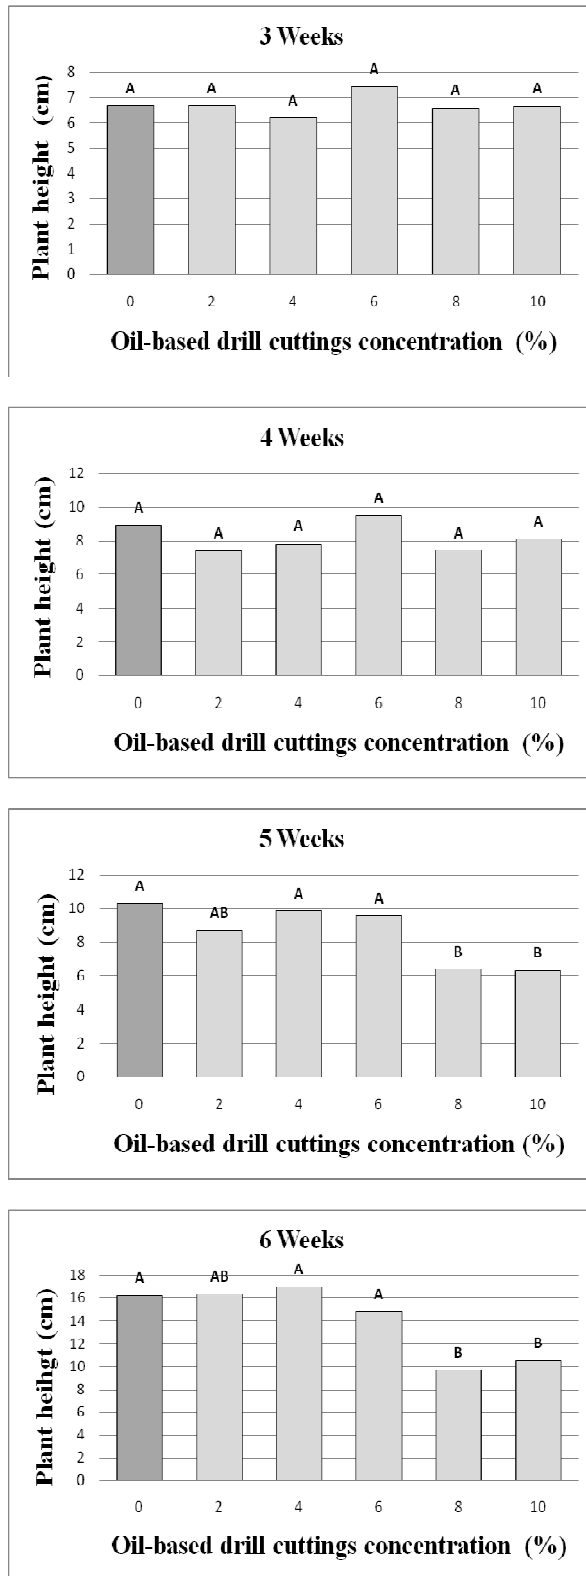 3 Weeks
Plant height (cm)
8
7
6
5
4
3
2
1
0
A A A A A A
0 2 4 6 8 10
Oil-based drill cuttings concentration (%)
4 Weeks
Plant height (cm)
12
10
8
6
4
2
0
A A A A A A
0 2 4 6 8 10
Oil-based drill cuttings concentration (%)
5 Weeks
Plant height (cm)
12
10
8
6
4
2
0
A AB A A B B
0 2 4 6 8 10
Oil-based drill cuttings concentration (%)
6 Weeks
Plant heihgt (cm)
18
16
14
12
10
8
6
4
2
0
A AB A A B B
0 2 4 6 8 10
Oil-based drill cuttings concentration (%)